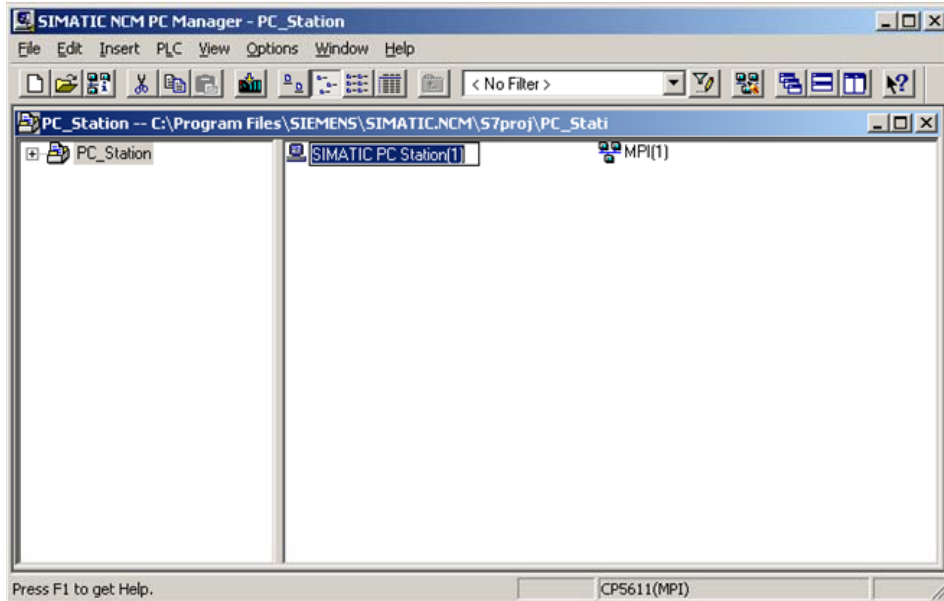 SIMATIC NCM PC Manager - PC_Station
File Edit Insert PLC View Options Window Help
< No Filter >
PC_Station -- C:\Program Files\SIEMENS\SIMATIC.NCM\S7proj\PC_Stati
PC_Station SIMATIC PC Station(1) MPI(1)
Press F1 to get Help. CP5611(MPI)